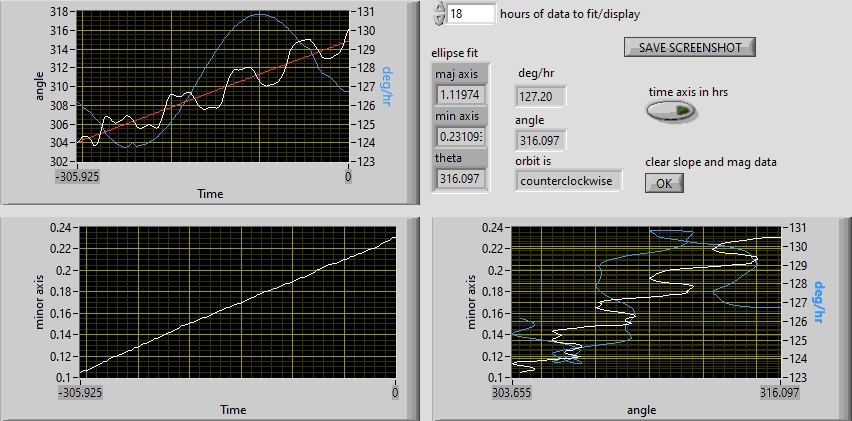 318
316
314
312
310
308
306
304
302
angle
131
130
129
128
127
126
125
124
123
deg/hr
-305.925
0
Time
18
hours of data to fit/display
SAVE SCREENSHOT
ellipse fit
maj axis
1.11974
min axis
theta
316.097
deg/hr
127.20
angle
316.097
orbit is
counterclockwise
time axis in hrs
clear slope and mag data
OK
0.24
0.22
0.2
0.18
0.16
0.14
0.12
0.1
minor axis
-305.925
0
Time
0.24
0.22
0.2
0.18
0.16
0.14
0.12
0.1
minor axis
131
130
129
128
127
126
125
124
123
deg/hr
303.655
316.097
angle